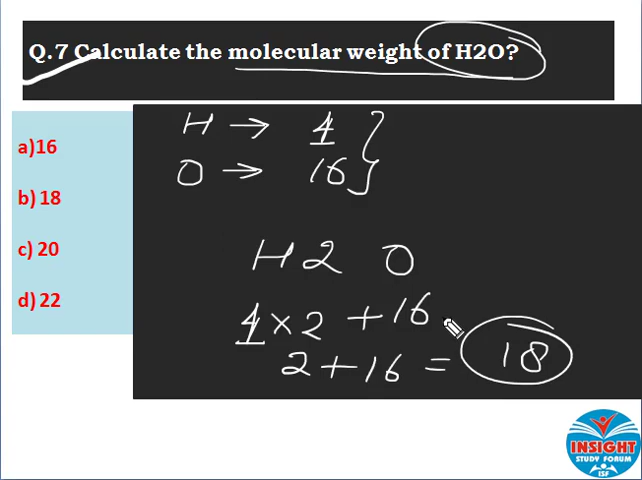 Q.7 Calculate the molecular weight of H2O?
a)16
b) 18
c) 20
d) 22
H → 1
O → 16
H2 O
1 × 2 + 16
2 + 16 = 18
INSIGHT
STUDY FORUM
ISF